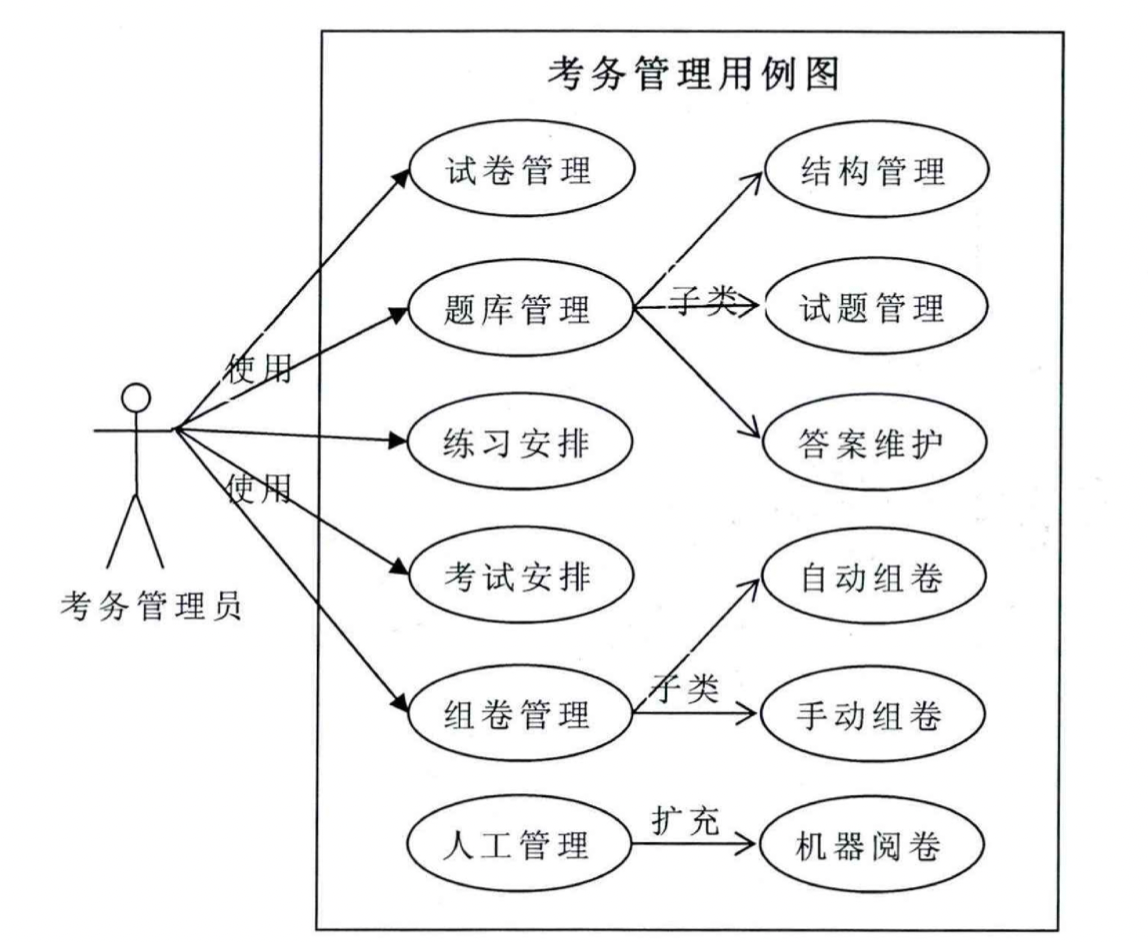 考务管理用例图
试卷管理
结构管理
题库管理
子类
试题管理
使用
练习安排
答案维护
使用
考试安排
自动组卷
考务管理员
组卷管理
子类
手动组卷
人工管理
扩充
机器阅卷